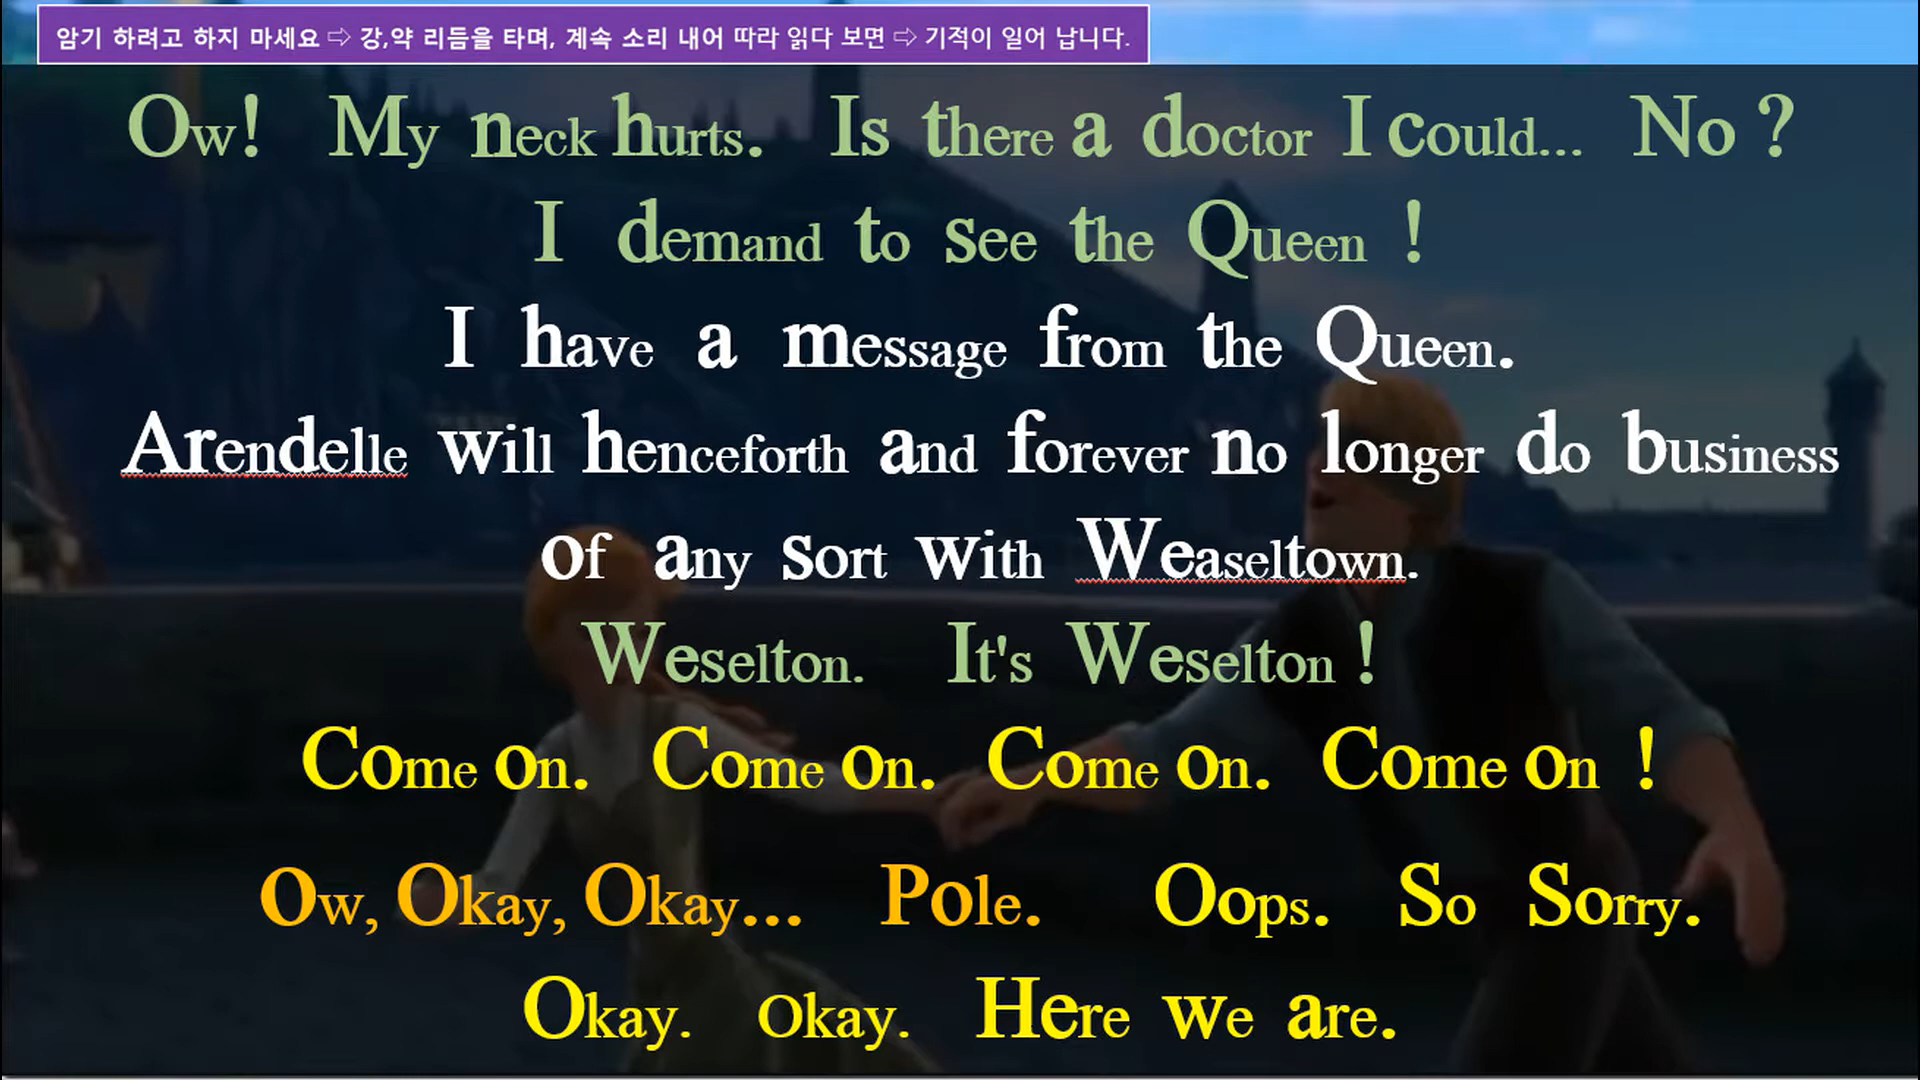 암기 하려고 하지 마세요 ⇨ 강,약 리듬을 타며, 계속 소리 내어 따라 읽다 보면 ⇨ 기적이 일어 납니다.
Ow! My neck hurts. Is there a doctor I could... No ?
I demand to see the Queen !
I have a message from the Queen.
Arendelle will henceforth and forever no longer do business
of any sort with Weaseltown.
Weselton. It's Weselton !
Come on. Come on. Come on. Come on !
Ow, Okay, Okay... Pole. Oops. So Sorry.
Okay. Okay. Here we are.